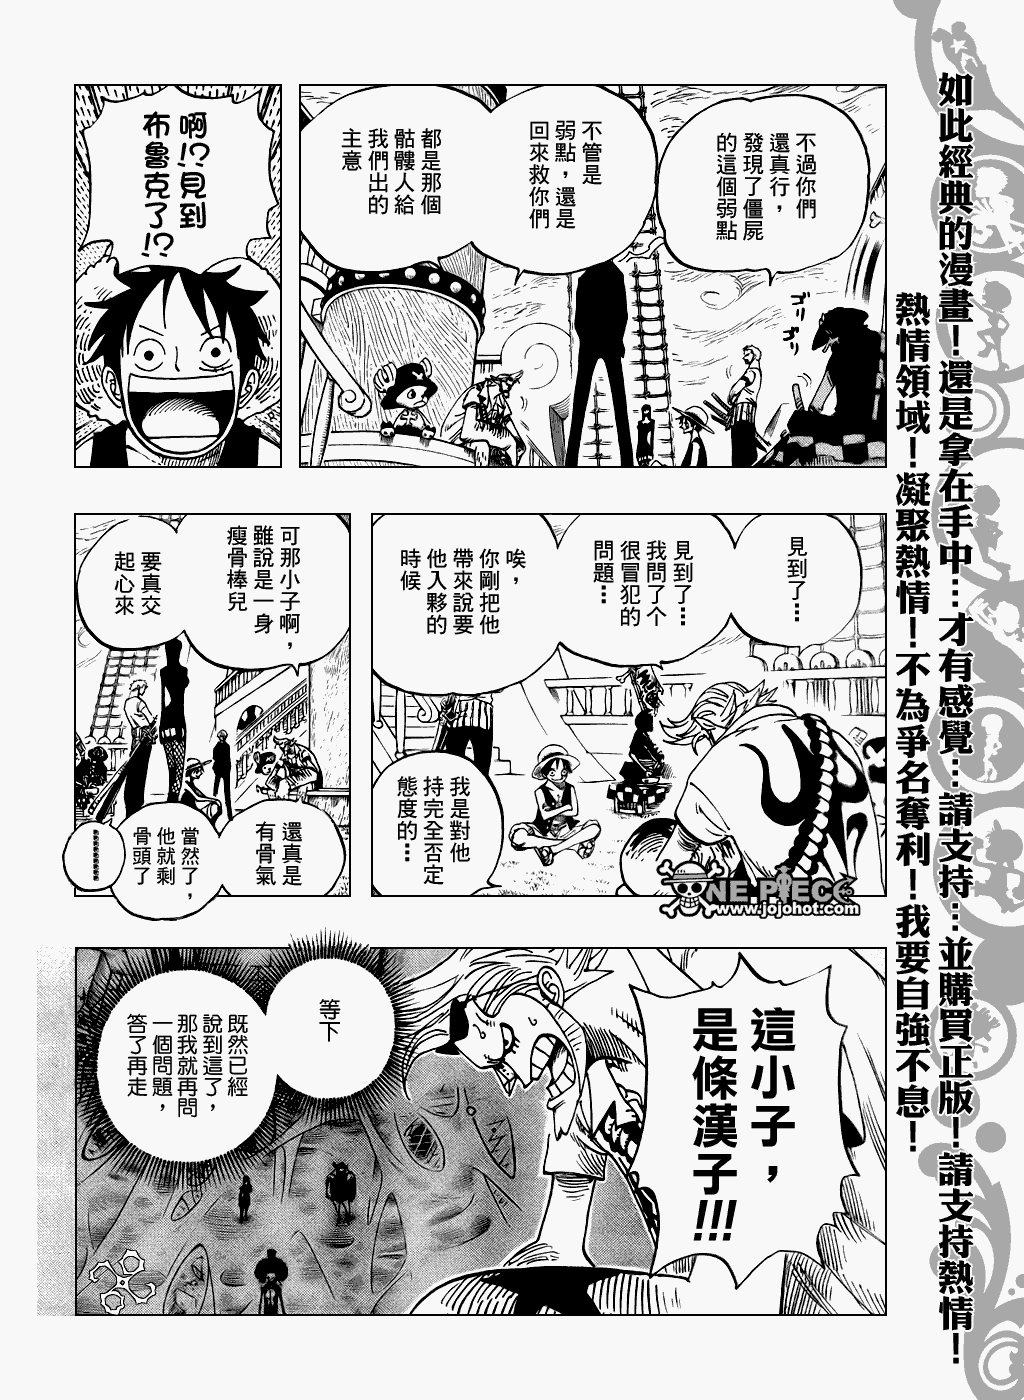 如此經典的漫畫！還是拿在手中…才有感覺…請支持…並購買正版！請支持熱情！
熱情領域！凝聚熱情！不為爭名奪利！我要自強不息！
不過你們
還真行，
發現了僵屍
的這個弱點
不管是
弱點，還是
回來救你們
都是那個
骷髏人給
我們出的
主意
ゴリ
ゴリ
啊!?見到
布魯克了!?
見到了…
見到了…
我問了个
很冒犯的
問題…
唉，
你剛把他
帶來說要
他入夥的
時候
我是對他
持完全否定
態度的…
可那小子啊，
雖說是一身
瘦骨棒兒
要真交
起心來
還真是
有骨氣
當然了，
他就剩
骨頭了
…………
ONE PIECE
www.jojohot.com
這小子，
是條漢子!!!
等下
既然已經
說到這了，
那我就再問
一個問題，
答了再走